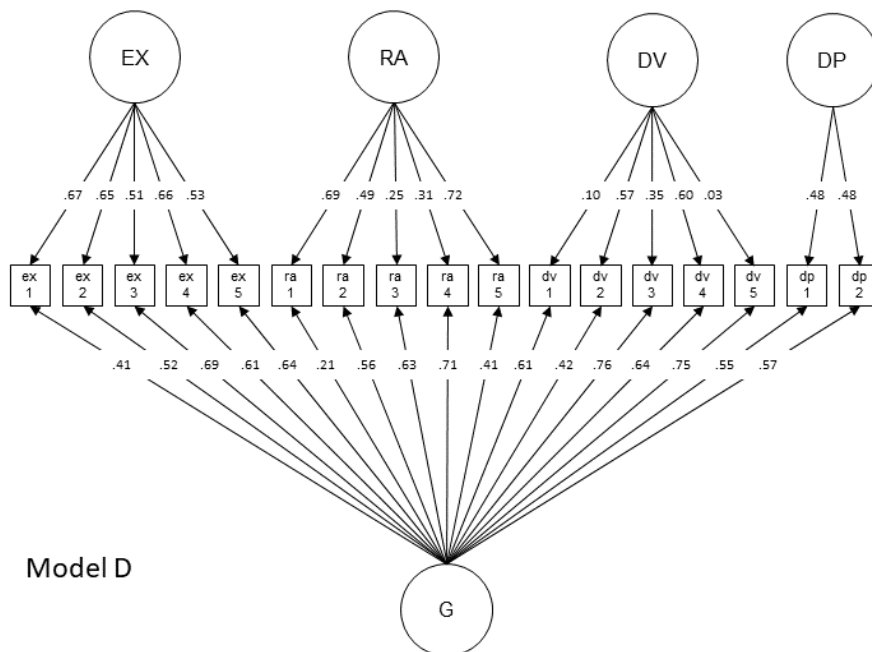 EX RA DV DP
.67 .65 .51 .66 .53 .69 .49 .25 .31 .72 .10 .57 .35 .60 .03 .48 .48
ex ex ex ex ex ra ra ra ra ra dv dv dv dv dv dp dp
1 2 3 4 5 1 2 3 4 5 1 2 3 4 5 1 2
.41 .52 .69 .61 .64 .21 .56 .63 .71 .41 .61 .42 .76 .64 .75 .55 .57
Model D
G